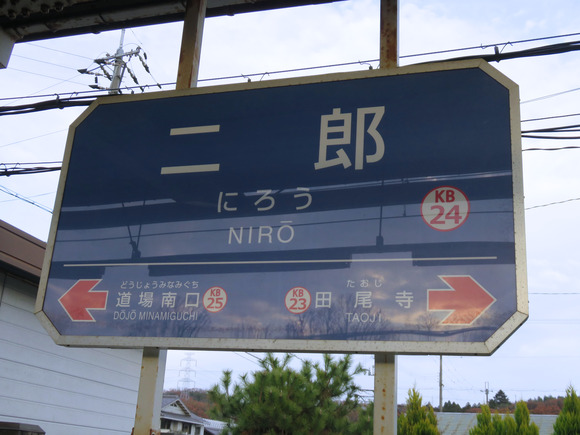 二郎
にろう
NIRŌ
KB
24
どうじょうみなみぐち
道場南口
DŌJŌ MINAMIGUCHI
KB
25
KB
23
たおじ
田尾寺
TAOJI